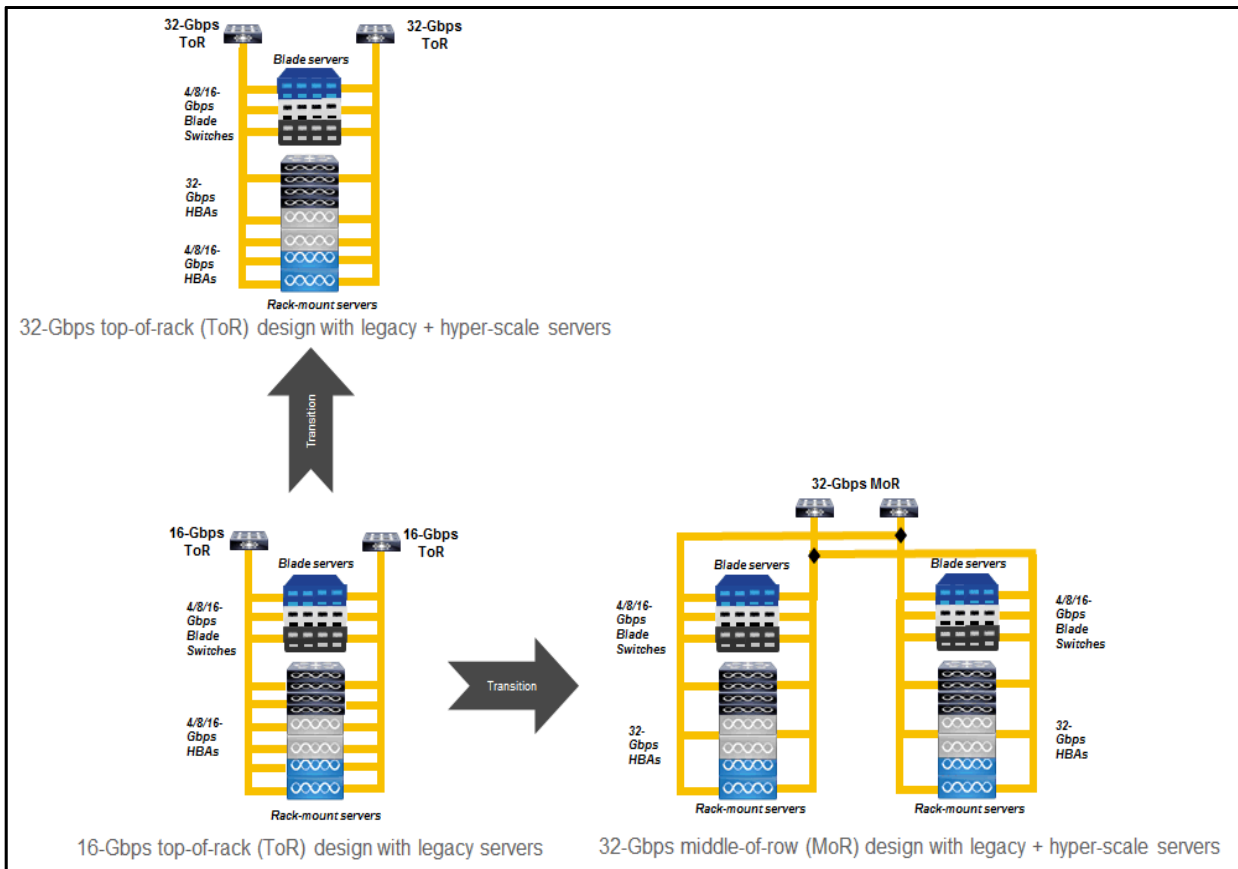 32-Gbps
ToR
32-Gbps
ToR
Blade servers
4/8/16-
Gbps
Blade
Switches
32-
Gbps
HBAs
4/8/16-
Gbps
HBAs
Rack-mount servers
32-Gbps top-of-rack (ToR) design with legacy + hyper-scale servers
Transition
16-Gbps
ToR
16-Gbps
ToR
Blade servers
4/8/16-
Gbps
Blade
Switches
4/8/16-
Gbps
HBAs
Rack-mount servers
16-Gbps top-of-rack (ToR) design with legacy servers
Transition
32-Gbps MoR
Blade servers
4/8/16-
Gbps
Blade
Switches
32-
Gbps
HBAs
Rack-mount servers
Blade servers
4/8/16-
Gbps
Blade
Switches
32-
Gbps
HBAs
Rack-mount servers
32-Gbps middle-of-row (MoR) design with legacy + hyper-scale servers